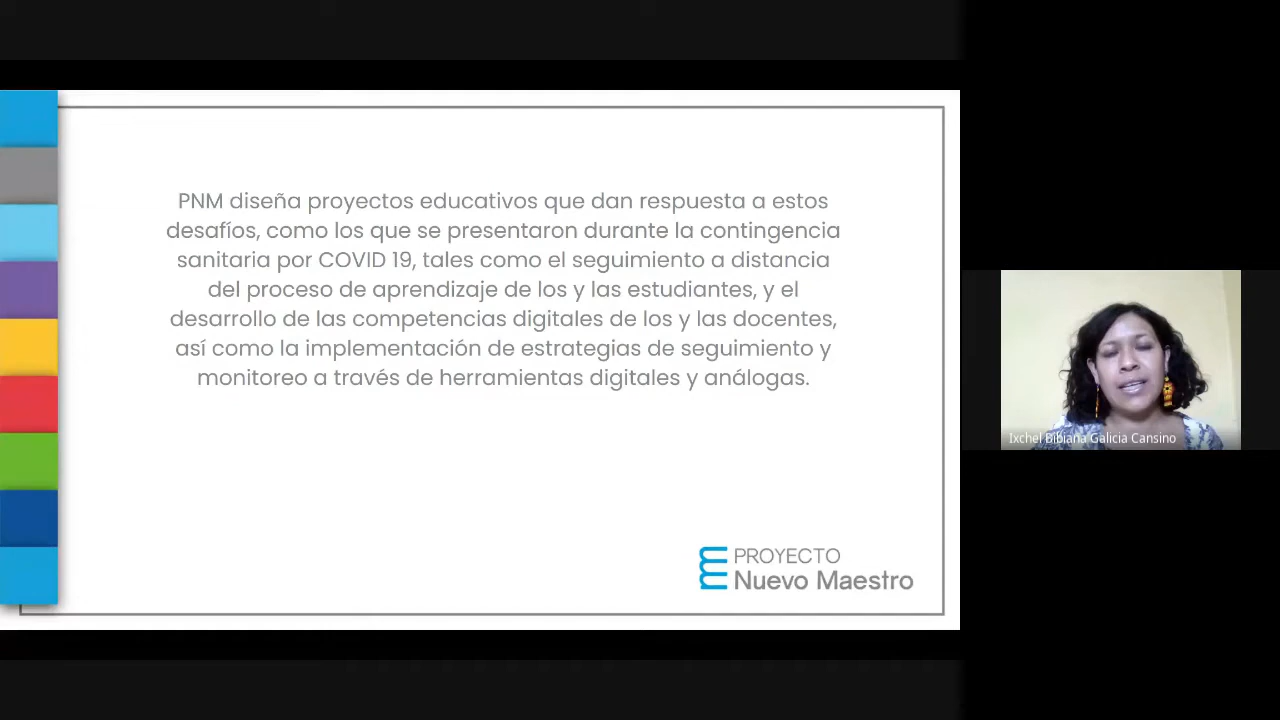 PNM diseña proyectos educativos que dan respuesta a estos
desafíos, como los que se presentaron durante la contingencia
sanitaria por COVID 19, tales como el seguimiento a distancia
del proceso de aprendizaje de los y las estudiantes, y el
desarrollo de las competencias digitales de los y las docentes,
así como la implementación de estrategias de seguimiento y
monitoreo a través de herramientas digitales y análogas.
PROYECTO
Nuevo Maestro
Ixchel Bibiana Galicia Cansino